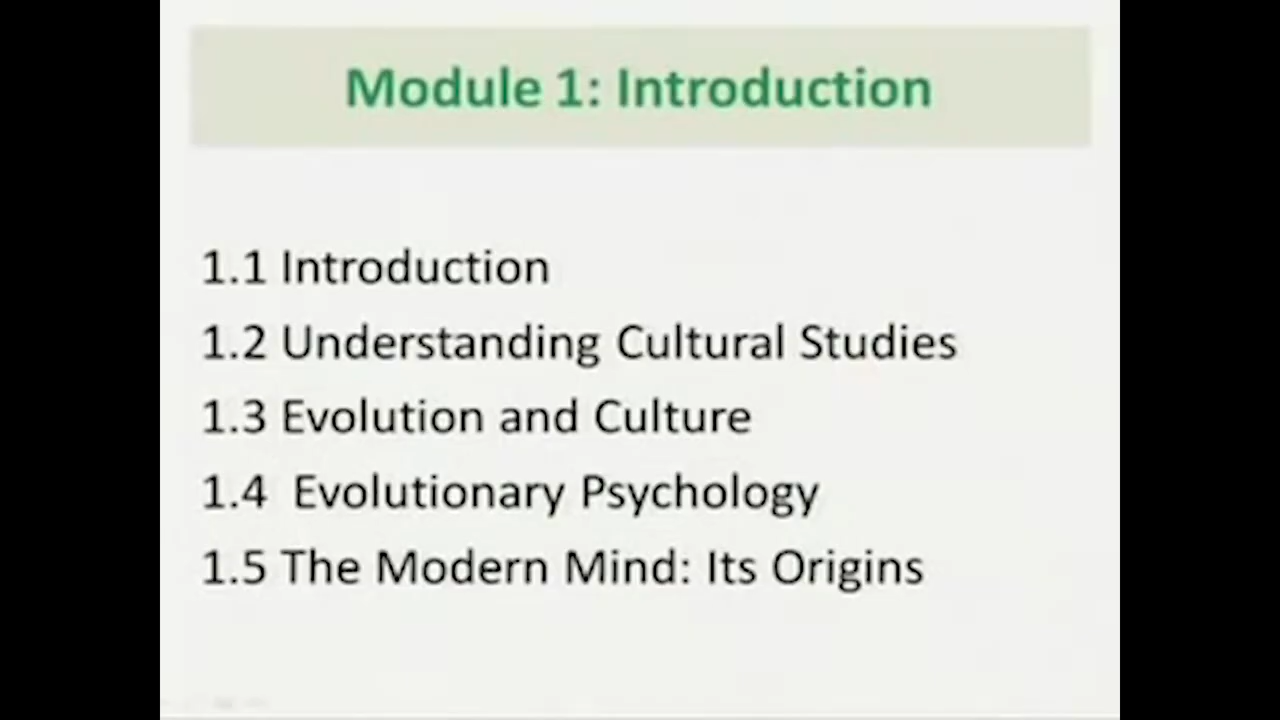 Module 1: Introduction
1.1 Introduction
1.2 Understanding Cultural Studies
1.3 Evolution and Culture
1.4  Evolutionary Psychology
1.5 The Modern Mind: Its Origins